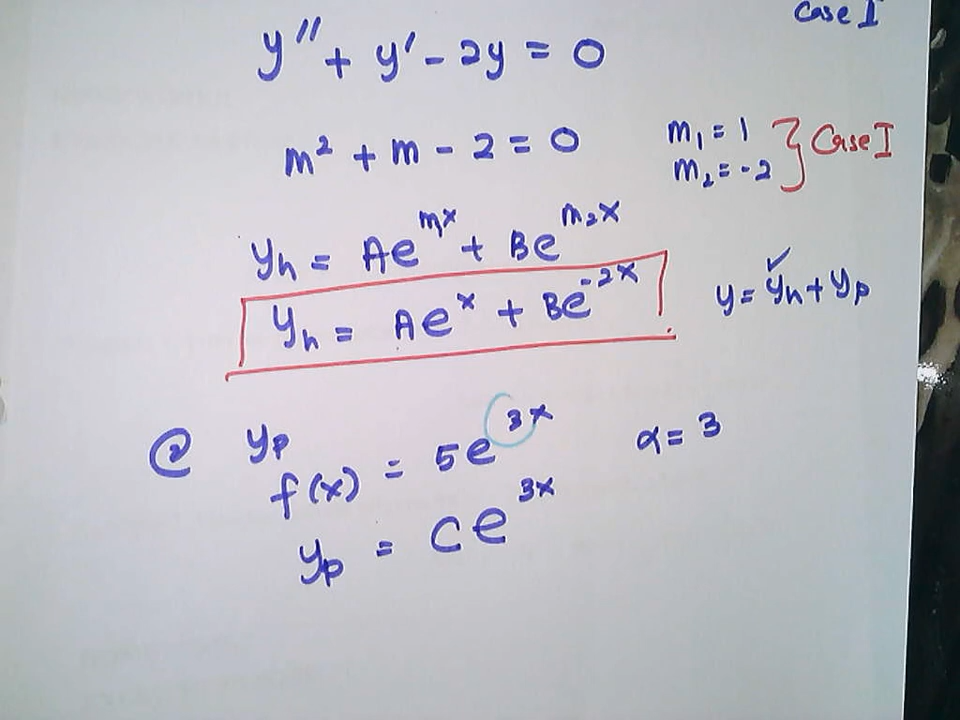 Case I
y'' + y' - 2y = 0
m² + m - 2 = 0
m₁ = 1
m₂ = -2
} Case I
yₕ = Ae^m₁x + Be^m₂x
yₕ = Ae^x + Be^-2x
y = yₕ + yₚ
✓
@ yₚ
f(x) = 5e^3x
α = 3
yₚ = Ce^3x